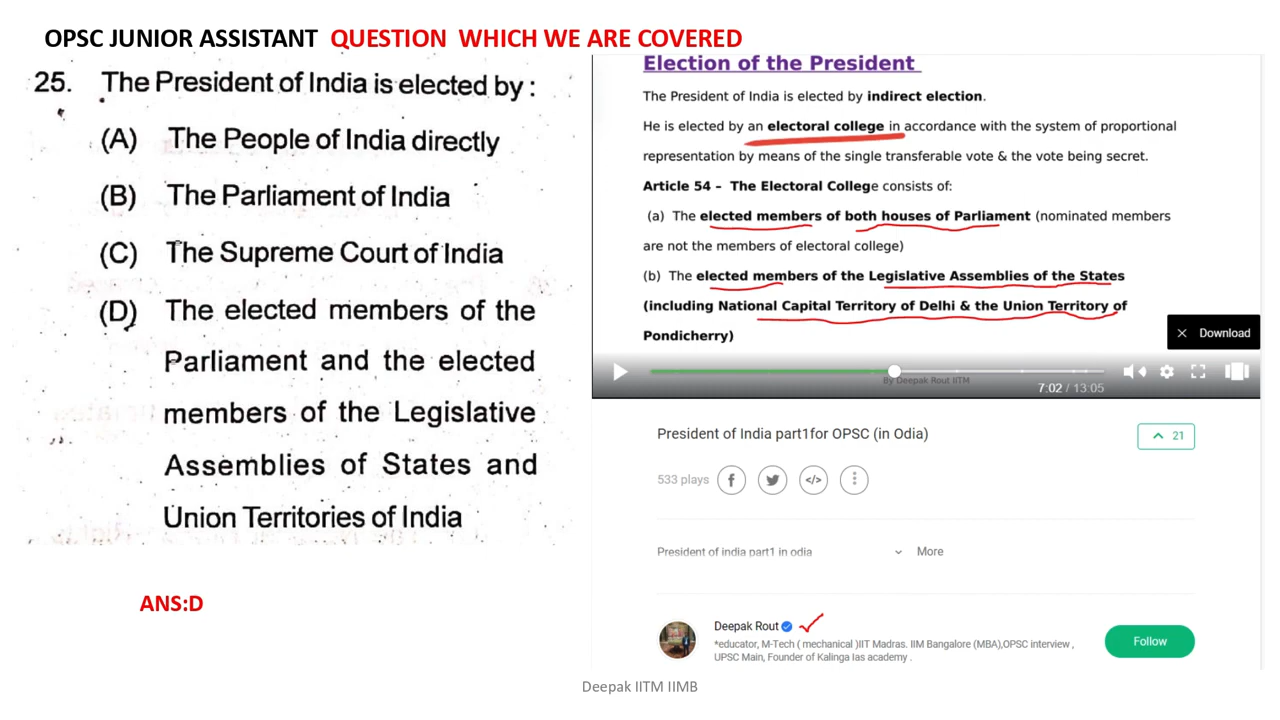 OPSC JUNIOR ASSISTANT QUESTION WHICH WE ARE COVERED
25. The President of India is elected by :
(A) The People of India directly
(B) The Parliament of India
(C) The Supreme Court of India
(D) The elected members of the
Parliament and the elected
members of the Legislative
Assemblies of States and
Union Territories of India
ANS:D
Election of the President
The President of India is elected by indirect election.
He is elected by an electoral college in accordance with the system of proportional
representation by means of the single transferable vote & the vote being secret.
Article 54 – The Electoral College consists of:
(a) The elected members of both houses of Parliament (nominated members
are not the members of electoral college)
(b) The elected members of the Legislative Assemblies of the States
(including National Capital Territory of Delhi & the Union Territory of
Pondicherry)
× Download
By Deepak Rout IITM
7:02 / 13:05
President of India part1for OPSC (in Odia)
21
533 plays
President of india part1 in odia
More
Deepak Rout
*educator, M-Tech ( mechanical )IIT Madras. IIM Bangalore (MBA),OPSC interview ,
UPSC Main, Founder of Kalinga Ias academy .
Follow
Deepak IITM IIMB